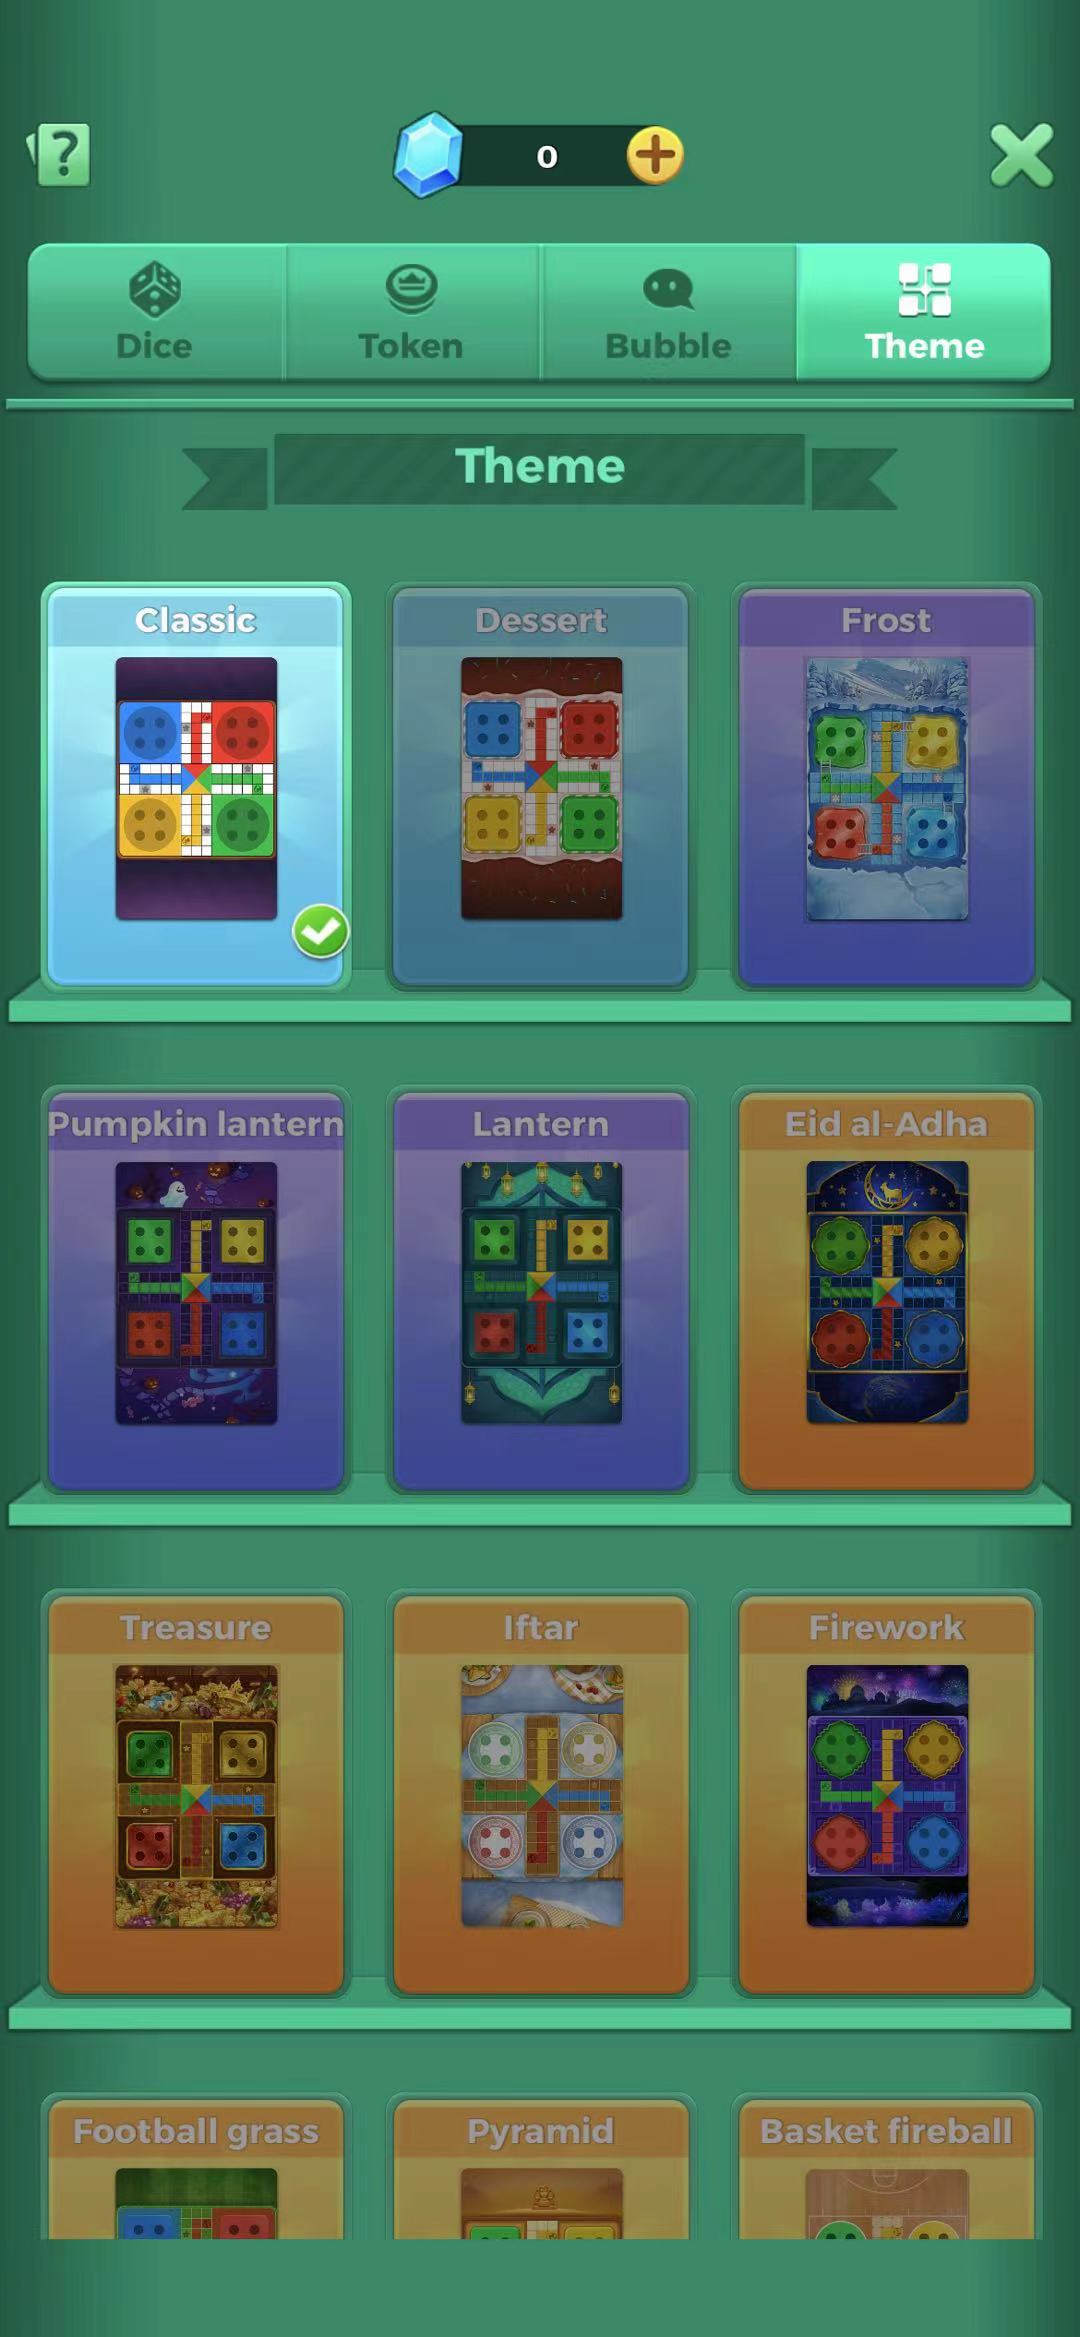 ?
0
Dice
Token
Bubble
Theme
Theme
Classic
Dessert
Frost
Pumpkin lantern
Lantern
Eid al-Adha
Treasure
Iftar
Firework
Football grass
Pyramid
Basket fireball